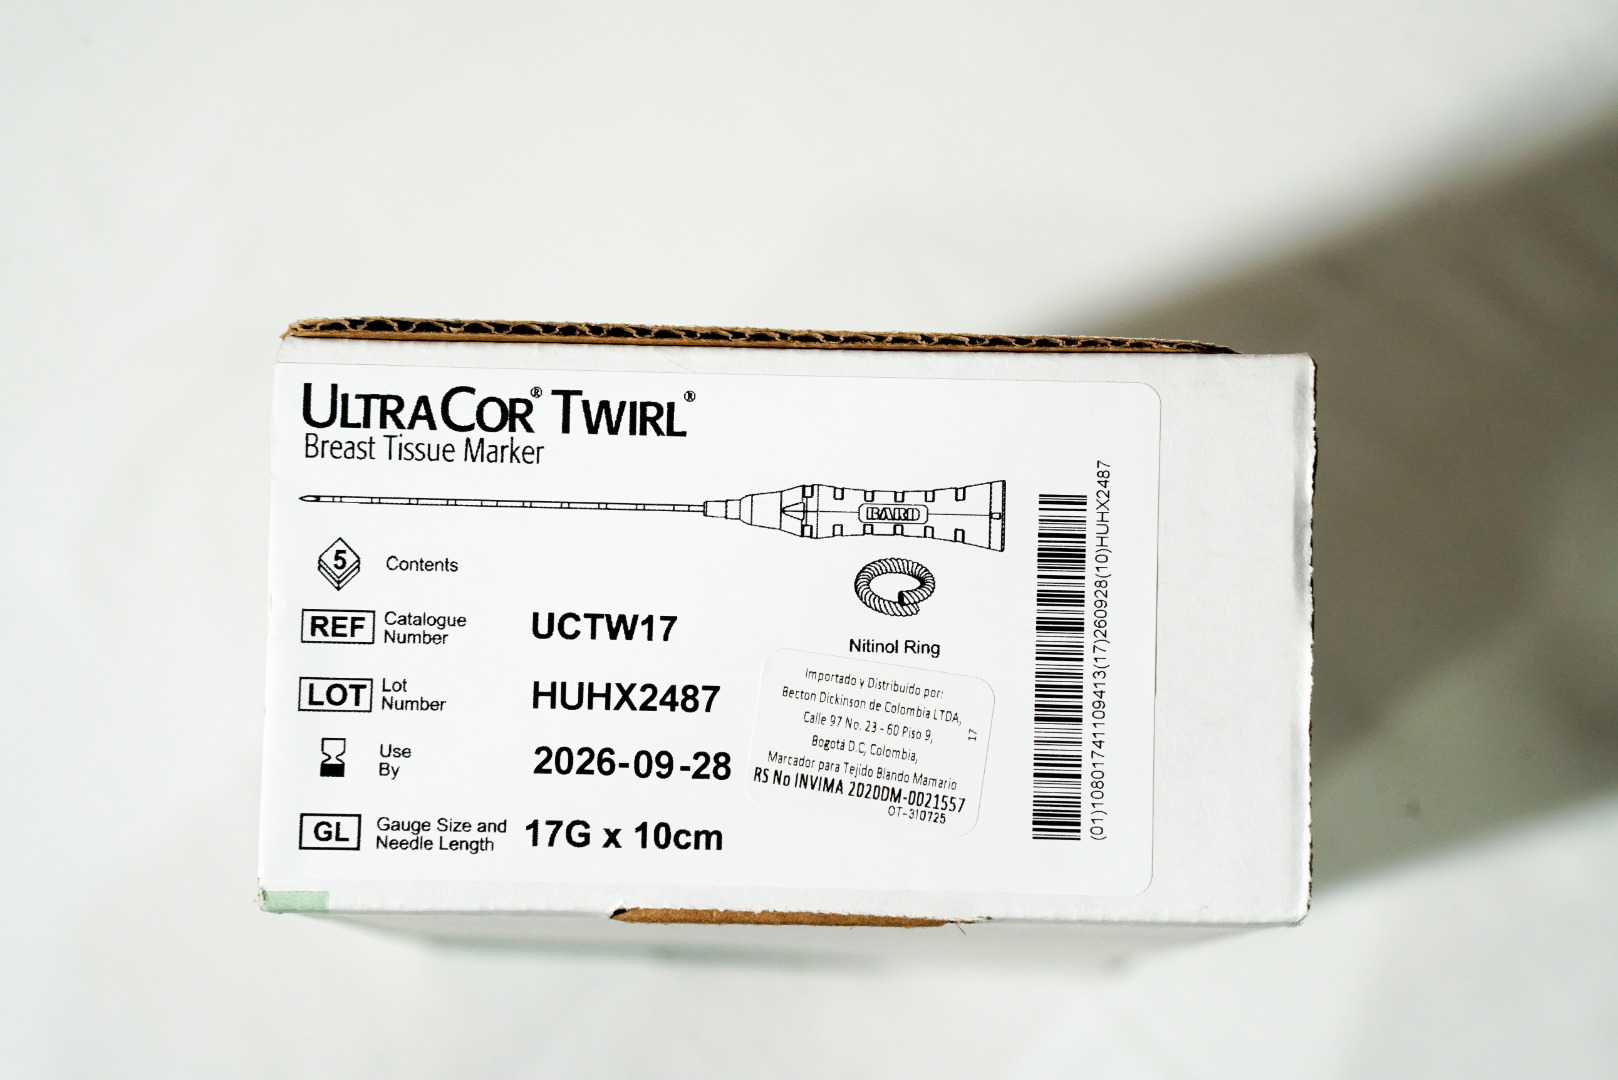 ULTRACOR® TWIRL®
Breast Tissue Marker
BARD
5 Contents
Nitinol Ring
REF Catalogue Number UCTW17
LOT Lot Number HUHX2487
Use By 2026-09-28
GL Gauge Size and Needle Length 17G x 10cm
Importado y Distribuido por:
Becton Dickinson de Colombia LTDA,
Calle 97 No. 23 - 60 Piso 9,
Bogotá D.C, Colombia,
Marcador para Tejido Blando Mamario
RS No INVIMA 2020DM-0021557
OT-310725
17
(01)10801741109413(17)260928(10)HUHX2487